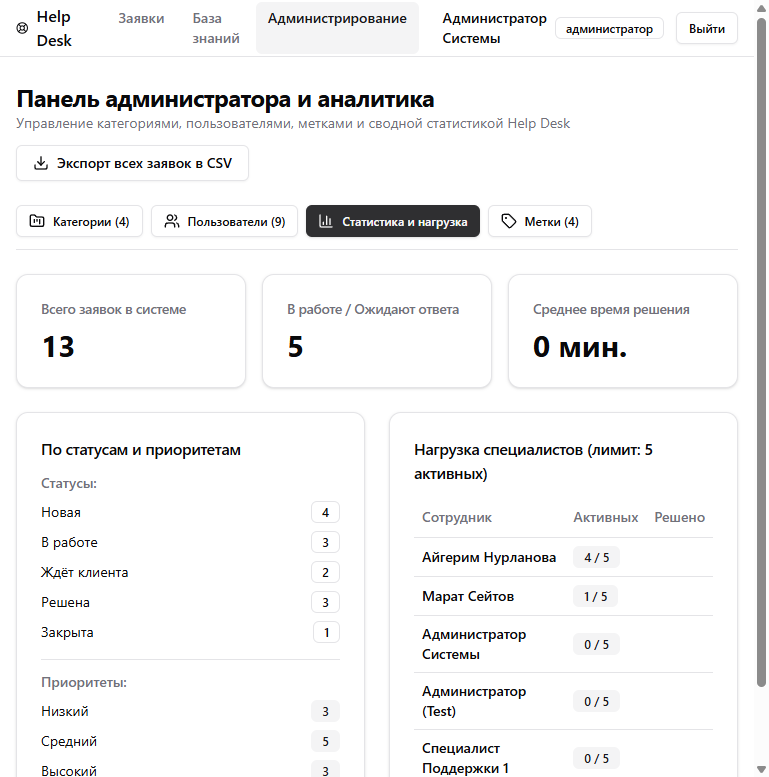 Help Desk
Заявки
База знаний
Администрирование
Администратор Системы
администратор
Выйти
Панель администратора и аналитика
Управление категориями, пользователями, метками и сводной статистикой Help Desk
Экспорт всех заявок в CSV
Категории (4)
Пользователи (9)
Статистика и нагрузка
Метки (4)
Всего заявок в системе
13
В работе / Ожидают ответа
5
Среднее время решения
0 мин.
По статусам и приоритетам
Статусы:
Новая 4
В работе 3
Ждёт клиента 2
Решена 3
Закрыта 1
Приоритеты:
Низкий 3
Средний 5
Высокий 3
Нагрузка специалистов (лимит: 5
активных)
Сотрудник Активных Решено
Айгерим Нурланова 4 / 5
Марат Сейтов 1 / 5
Администратор
Системы 0 / 5
Администратор
(Test) 0 / 5
Специалист
Поддержки 1 0 / 5